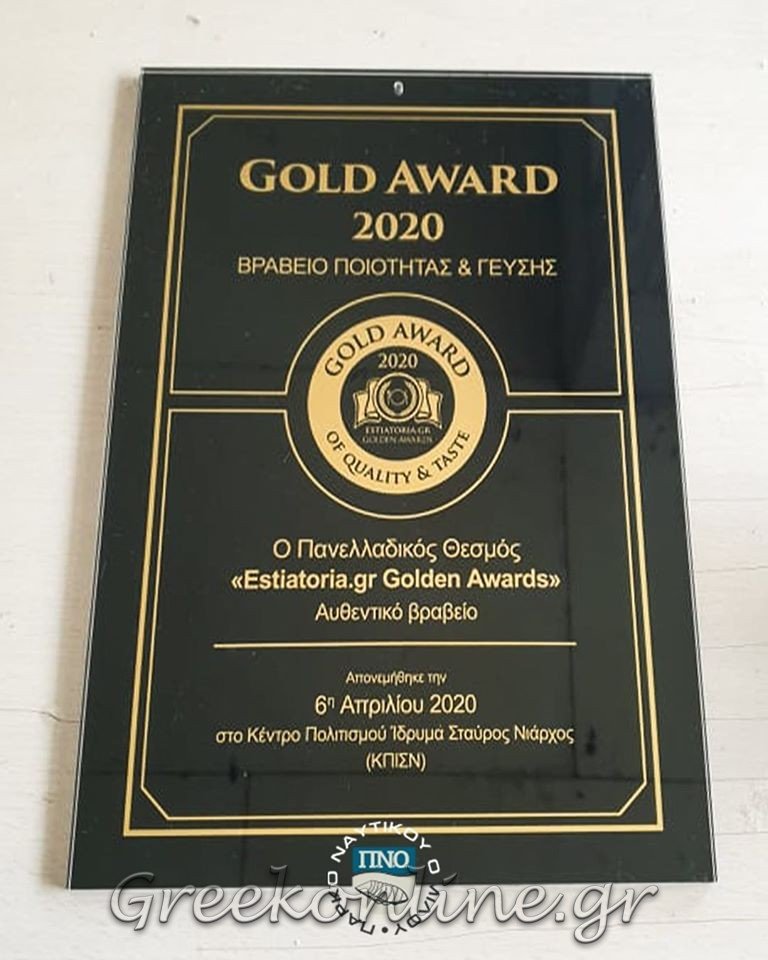 GOLD AWARD
2020
ΒΡΑΒΕΙΟ ΠΟΙΟΤΗΤΑΣ & ΓΕΥΣΗΣ
GOLD AWARD
2020
ESTIATORIA.GR
GOLDEN AWARDS
OF QUALITY & TASTE
Ο Πανελλαδικός Θεσμός
«Estiatoria.gr Golden Awards»
Αυθεντικό βραβείο
Απονεμήθηκε την
6η Απριλίου 2020
στο Κέντρο Πολιτισμού Ίδρυμα Σταύρος Νιάρχος
(ΚΠΙΣΝ)
ΝΑΥΤΙΚΟΥ
ΠΝΟ
Greekonline.gr